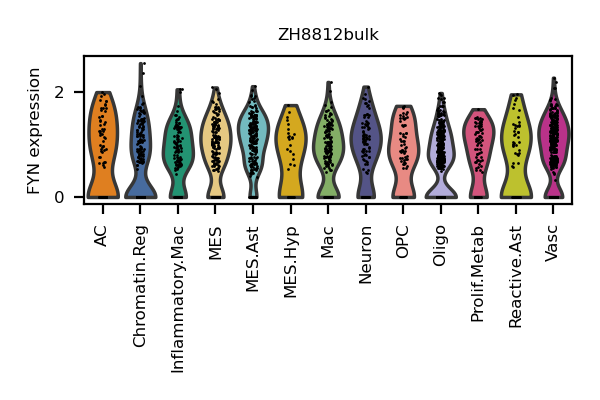 ZH8812bulk
FYN expression
2
0
AC
Chromatin.Reg
Inflammatory.Mac
MES
MES.Ast
MES.Hyp
Mac
Neuron
OPC
Oligo
Prolif.Metab
Reactive.Ast
Vasc